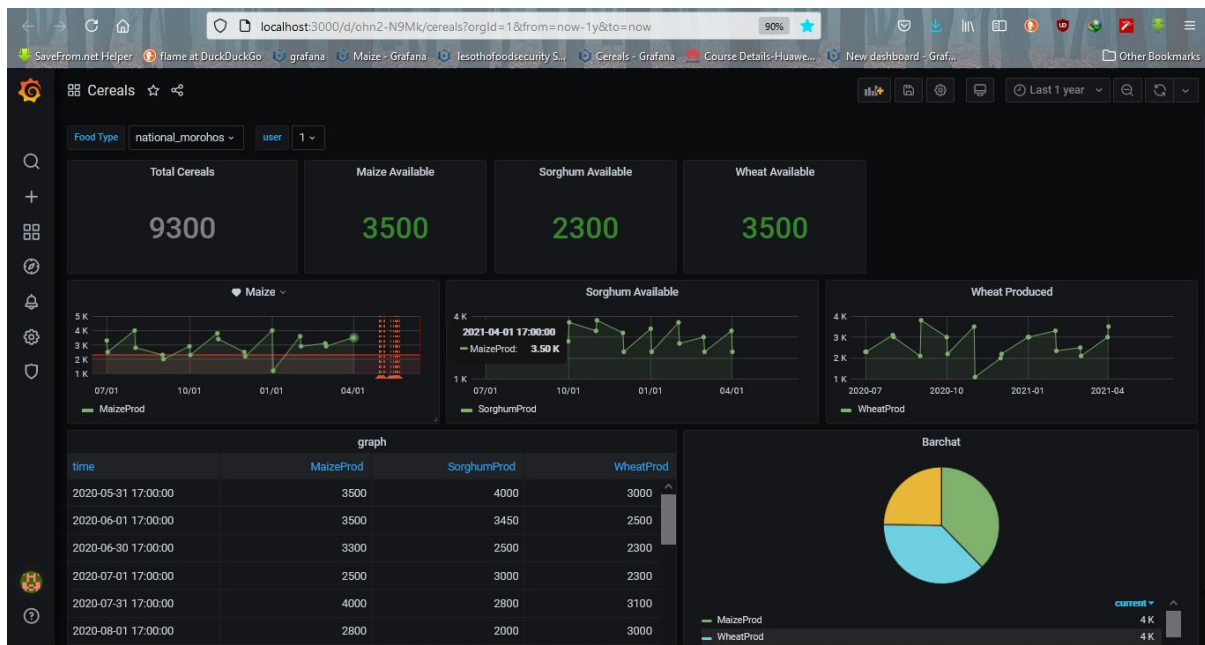 localhost:3000/d/ohn2-N9Mk/cereals?orgId=1&from=now-1y&to=now 90%
SaveFrom.net Helper flame at DuckDuckGo grafana Maize - Grafana lesothofoodsecurity S... Cereals - Grafana Course Details-Huawe... New dashboard - Graf... Other Bookmarks
Cereals Last 1 year
Food Type national_morohos user 1
Total Cereals Maize Available Sorghum Available Wheat Available
9300 3500 2300 3500
Maize Sorghum Available Wheat Produced
5 K
4 K
3 K
2 K
1 K
07/01 10/01 01/01 04/01
MaizeProd
4 K
2021-04-01 17:00:00
MaizeProd: 3.50 K
1 K
07/01 10/01 01/01 04/01
SorghumProd
4 K
3 K
2 K
1 K
2020-07 2020-10 2021-01 2021-04
WheatProd
graph
time MaizeProd SorghumProd WheatProd
2020-05-31 17:00:00 3500 4000 3000
2020-06-01 17:00:00 3500 3450 2500
2020-06-30 17:00:00 3300 2500 2300
2020-07-01 17:00:00 2500 3000 2300
2020-07-31 17:00:00 4000 2800 3100
2020-08-01 17:00:00 2800 2000 3000
Barchat
current
MaizeProd 4 K
WheatProd 4 K